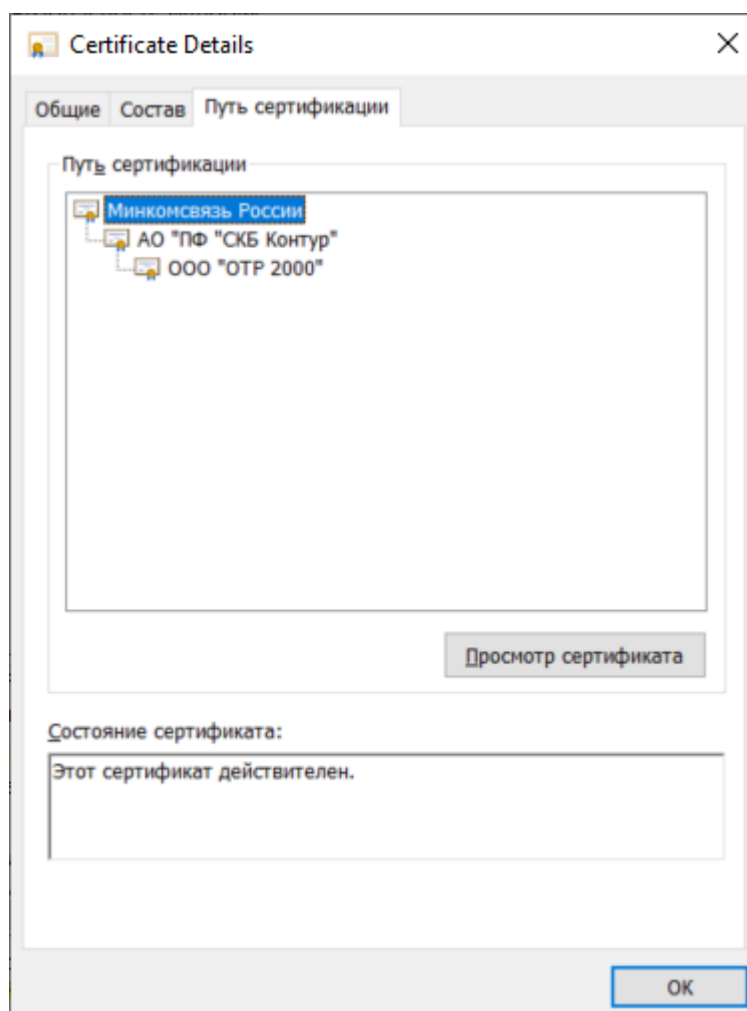 Certificate Details
Общие Состав Путь сертификации
Путь сертификации
Минкомсвязь России
АО "ПФ "СКБ Контур"
ООО "ОТР 2000"
Просмотр сертификата
Состояние сертификата:
Этот сертификат действителен.
ОК